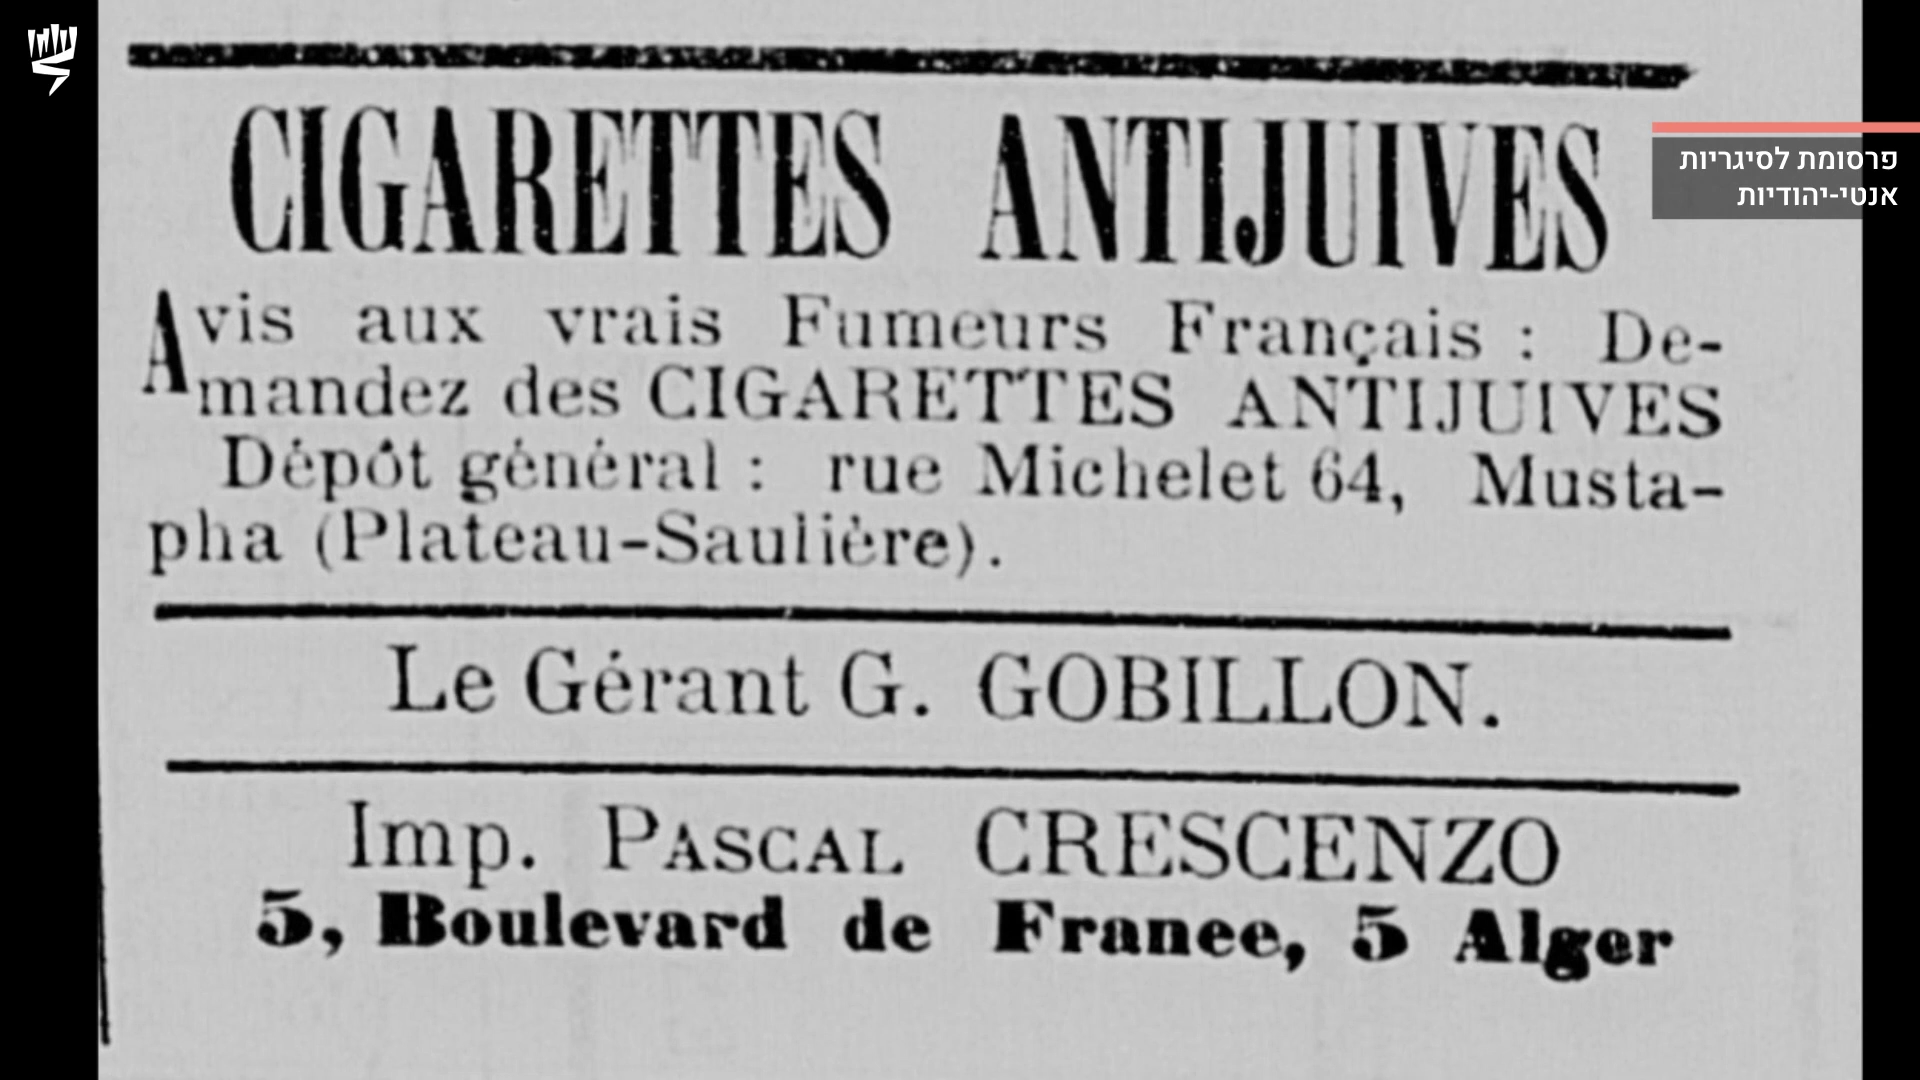 CIGARETTES ANTIJUIVES
Avis aux vrais Fumeurs Français : De-
mandez des CIGARETTES ANTIJUIVES
Dépôt général : rue Michelet 64, Musta-
pha (Plateau-Saulière).
Le Gérant G. GOBILLON.
Imp. PASCAL CRESCENZO
5, Boulevard de France, 5 Alger
פרסומת לסיגריות
אנטי-יהודיות